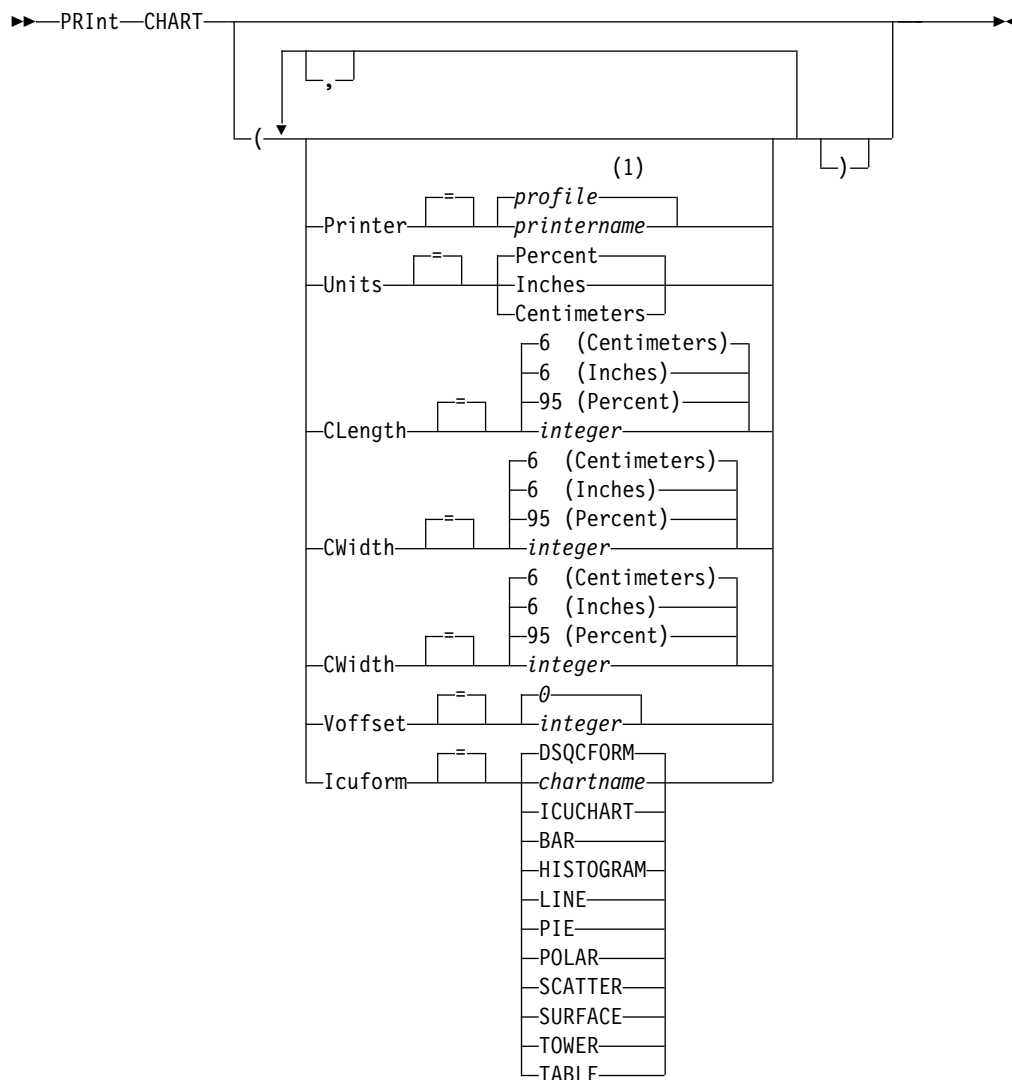 PRInt CHART
,
(
)
(1)
Printer = profile
printername
Units = Percent
Inches
Centimeters
6 (Centimeters)
6 (Inches)
95 (Percent)
CLength = integer
6 (Centimeters)
6 (Inches)
95 (Percent)
CWidth = integer
6 (Centimeters)
6 (Inches)
95 (Percent)
CWidth = integer
0
Voffset = integer
DSQCFORM
Icuform = chartname
ICUCHART
BAR
HISTOGRAM
LINE
PIE
POLAR
SCATTER
SURFACE
TOWER
TABLE